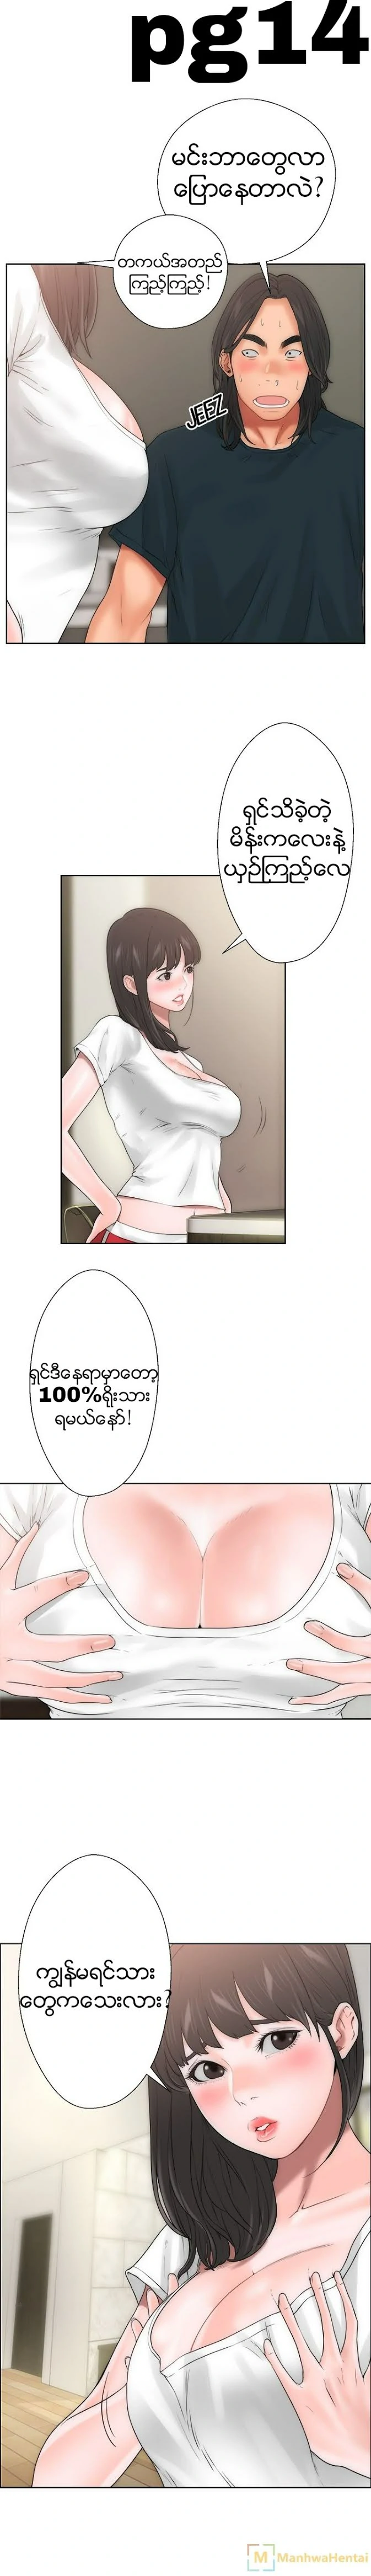 pg14
မင်းဘာတွေလာ
ပြောနေတာလဲ?
တကယ်အတည်
ကြည့်ကြည့်!
JEEZ
ရှင်သိခဲ့တဲ့
မိန်းကလေးနဲ့
ယှဉ်ကြည့်လေ
ရှင်ဒီနေရာမှာတော့
100%ရိုးသား
ရမယ်နော်!
ကျွန်မရင်သား
တွေကသေးလား?
M ManhwaHentai